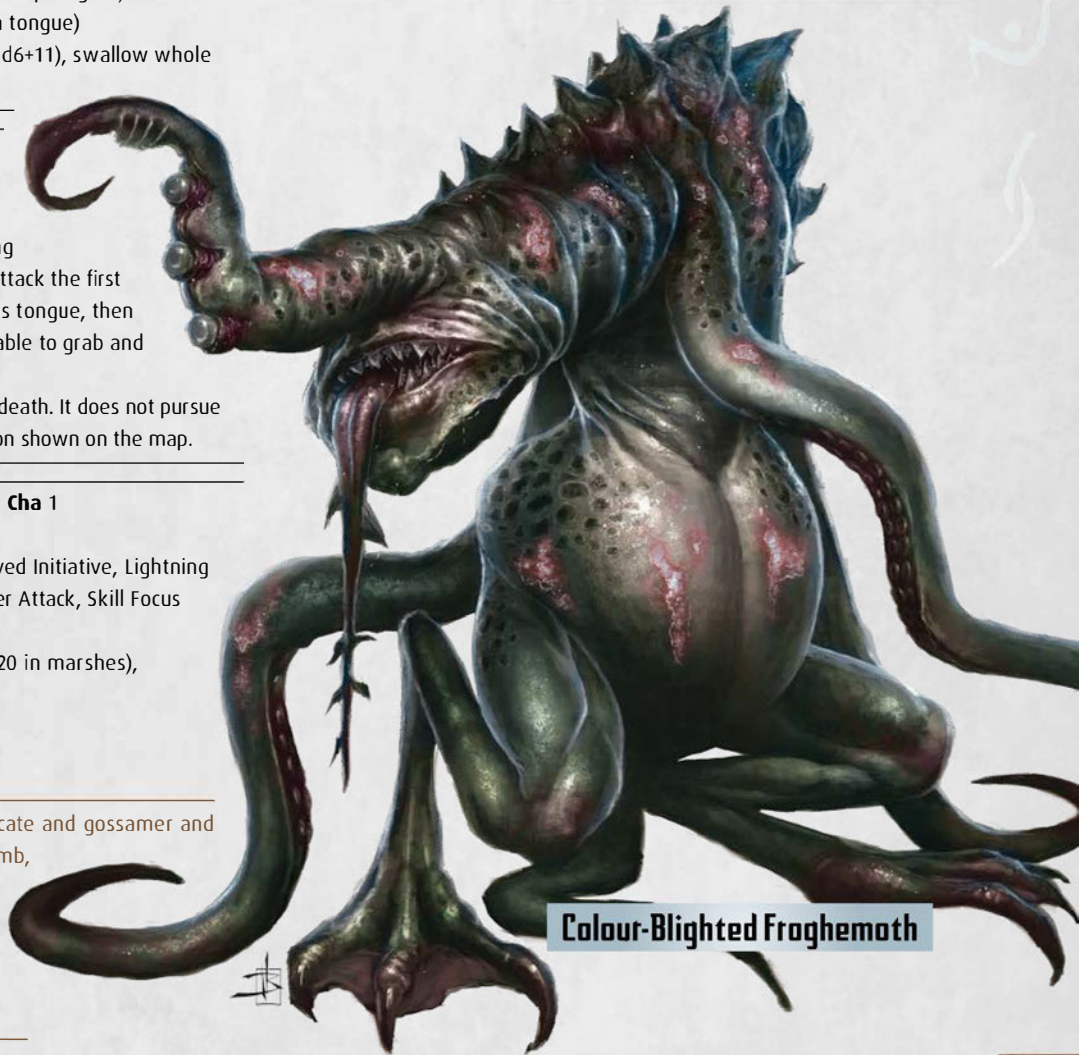 n tongue)
d6+11), swallow whole
ng
ttack the first
s tongue, then
able to grab and
death. It does not pursue
on shown on the map.
Cha 1
ved Initiative, Lightning
er Attack, Skill Focus
20 in marshes),
cate and gossamer and
mb,
Colour-Blighted Froghemoth